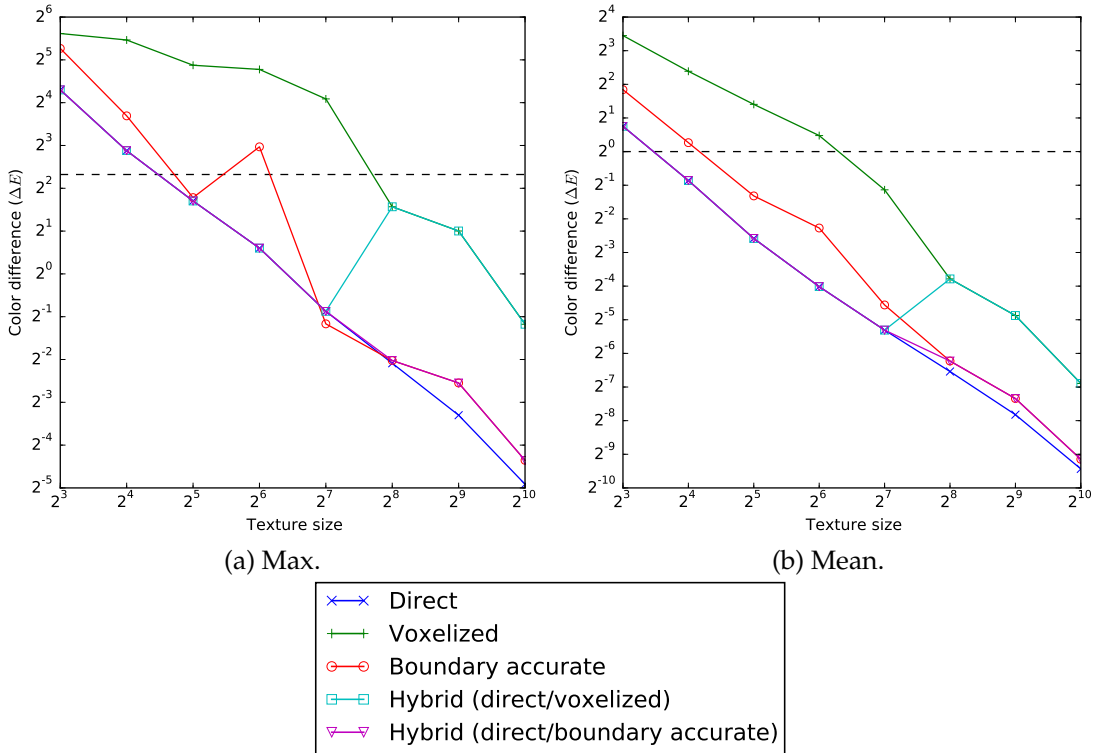 2^6
2^5
2^4
2^3
2^2
2^1
2^0
2^-1
2^-2
2^-3
2^-4
2^-5
Color difference (ΔE)
2^3 2^4 2^5 2^6 2^7 2^8 2^9 2^10
Texture size
(a) Max.
2^4
2^3
2^2
2^1
2^0
2^-1
2^-2
2^-3
2^-4
2^-5
2^-6
2^-7
2^-8
2^-9
2^-10
Color difference (ΔE)
2^3 2^4 2^5 2^6 2^7 2^8 2^9 2^10
Texture size
(b) Mean.
Direct
Voxelized
Boundary accurate
Hybrid (direct/voxelized)
Hybrid (direct/boundary accurate)